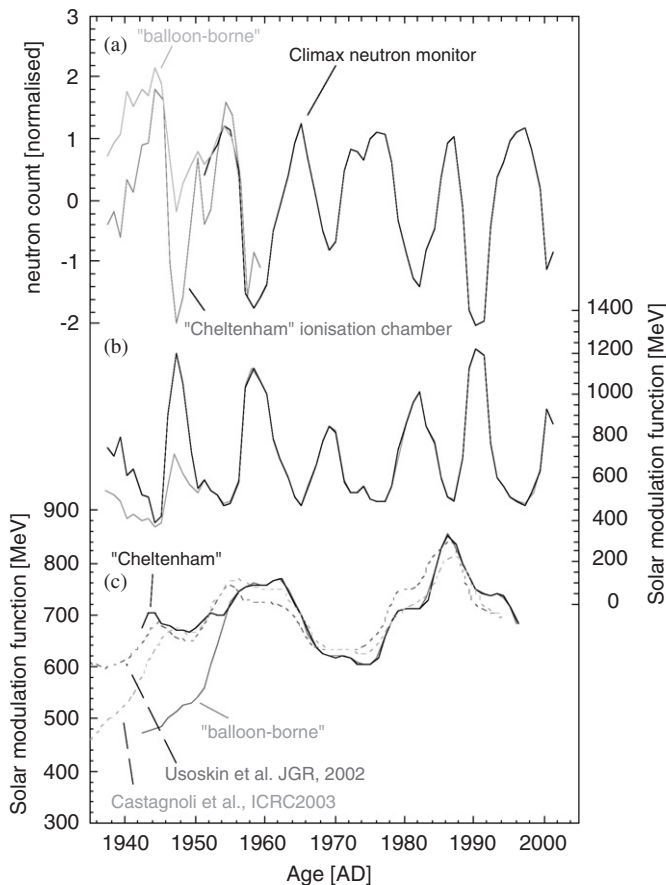 (a)
"balloon-borne"
Climax neutron monitor
3
2
1
0
-1
-2
neutron count [normalised]
"Cheltenham" ionisation chamber
(b)
1400
1200
1000
800
600
400
200
0
Solar modulation function [MeV]
900
800
700
600
500
400
300
Solar modulation function [MeV]
"Cheltenham"
(c)
"balloon-borne"
Usoskin et al. JGR, 2002
Castagnoli et al., ICRC2003
1940 1950 1960 1970 1980 1990 2000
Age [AD]